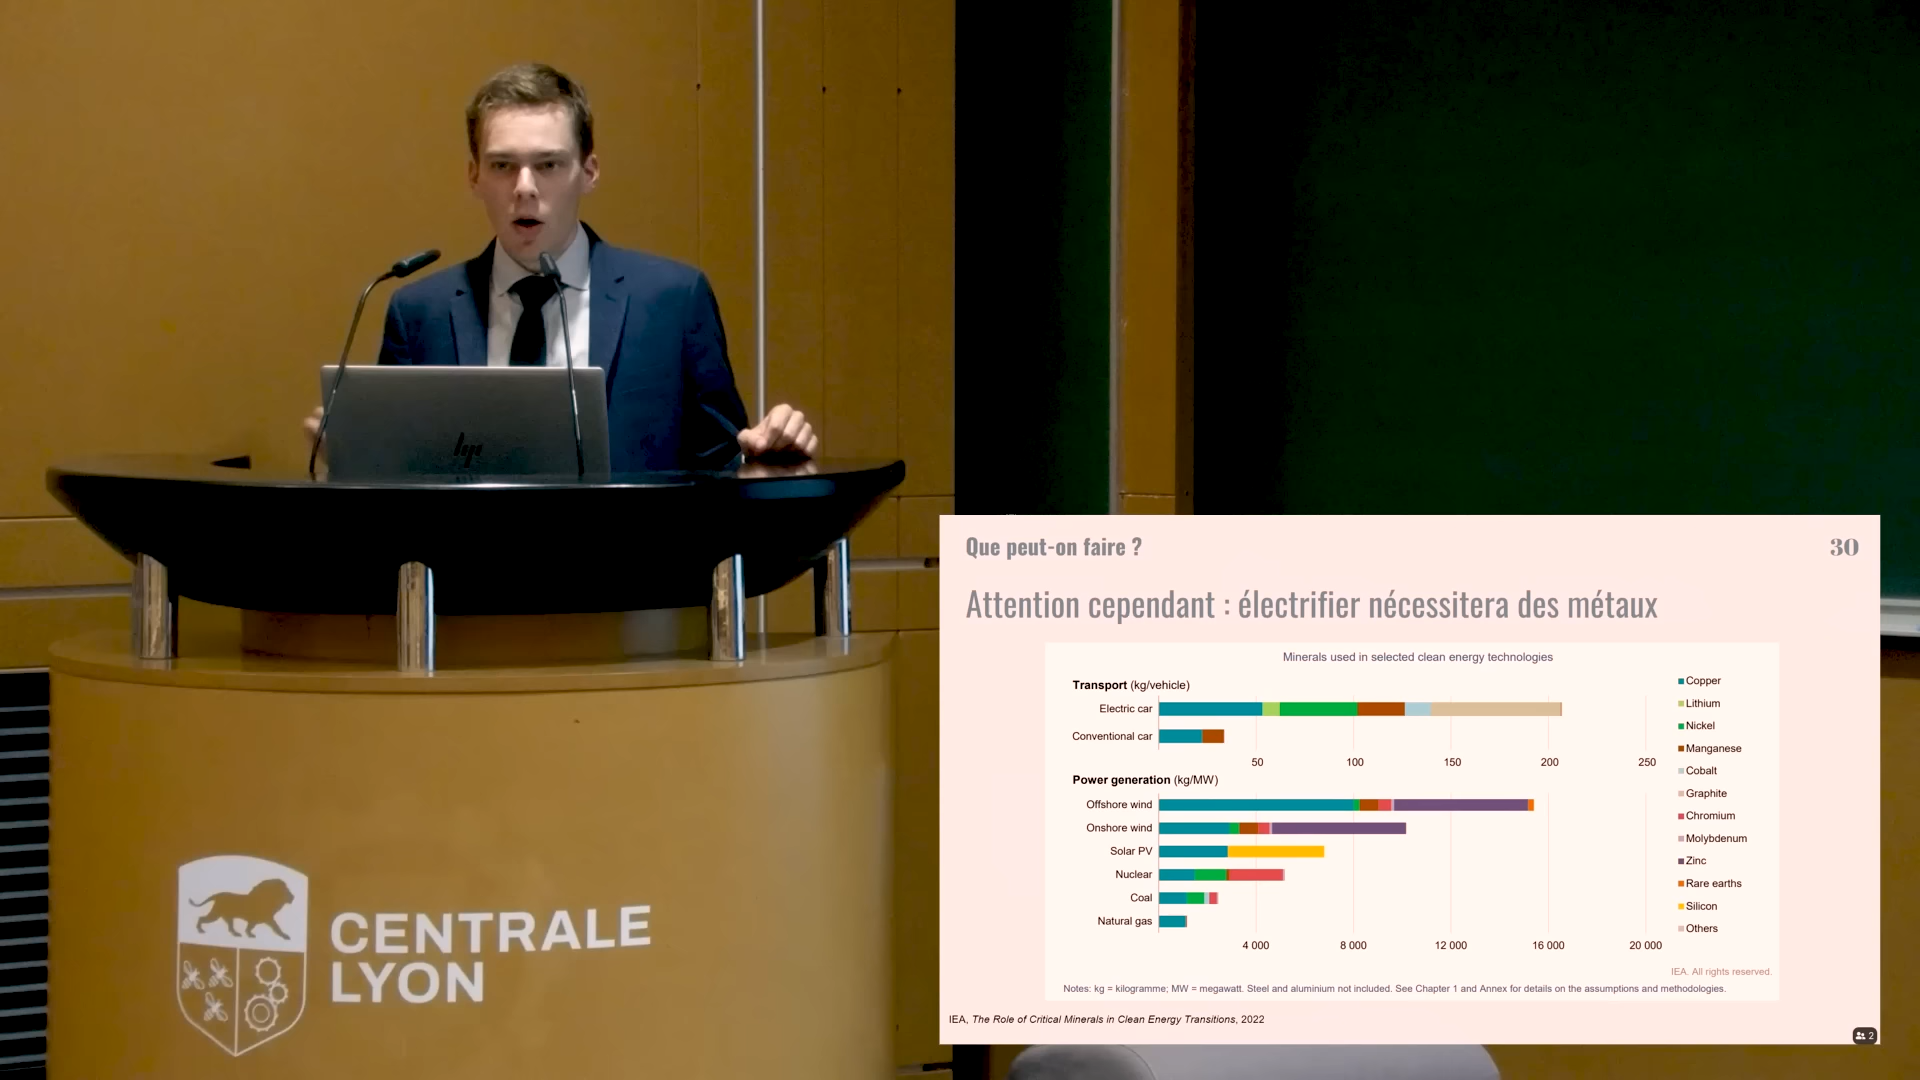 hp
CENTRALE
LYON
Que peut-on faire ?
30
Attention cependant : électrifier nécessitera des métaux
Minerals used in selected clean energy technologies
Transport (kg/vehicle)
Electric car
Conventional car
50 100 150 200 250
Power generation (kg/MW)
Offshore wind
Onshore wind
Solar PV
Nuclear
Coal
Natural gas
4 000 8 000 12 000 16 000 20 000
Copper
Lithium
Nickel
Manganese
Cobalt
Graphite
Chromium
Molybdenum
Zinc
Rare earths
Silicon
Others
IEA. All rights reserved.
Notes: kg = kilogramme; MW = megawatt. Steel and aluminium not included. See Chapter 1 and Annex for details on the assumptions and methodologies.
IEA, The Role of Critical Minerals in Clean Energy Transitions, 2022
2